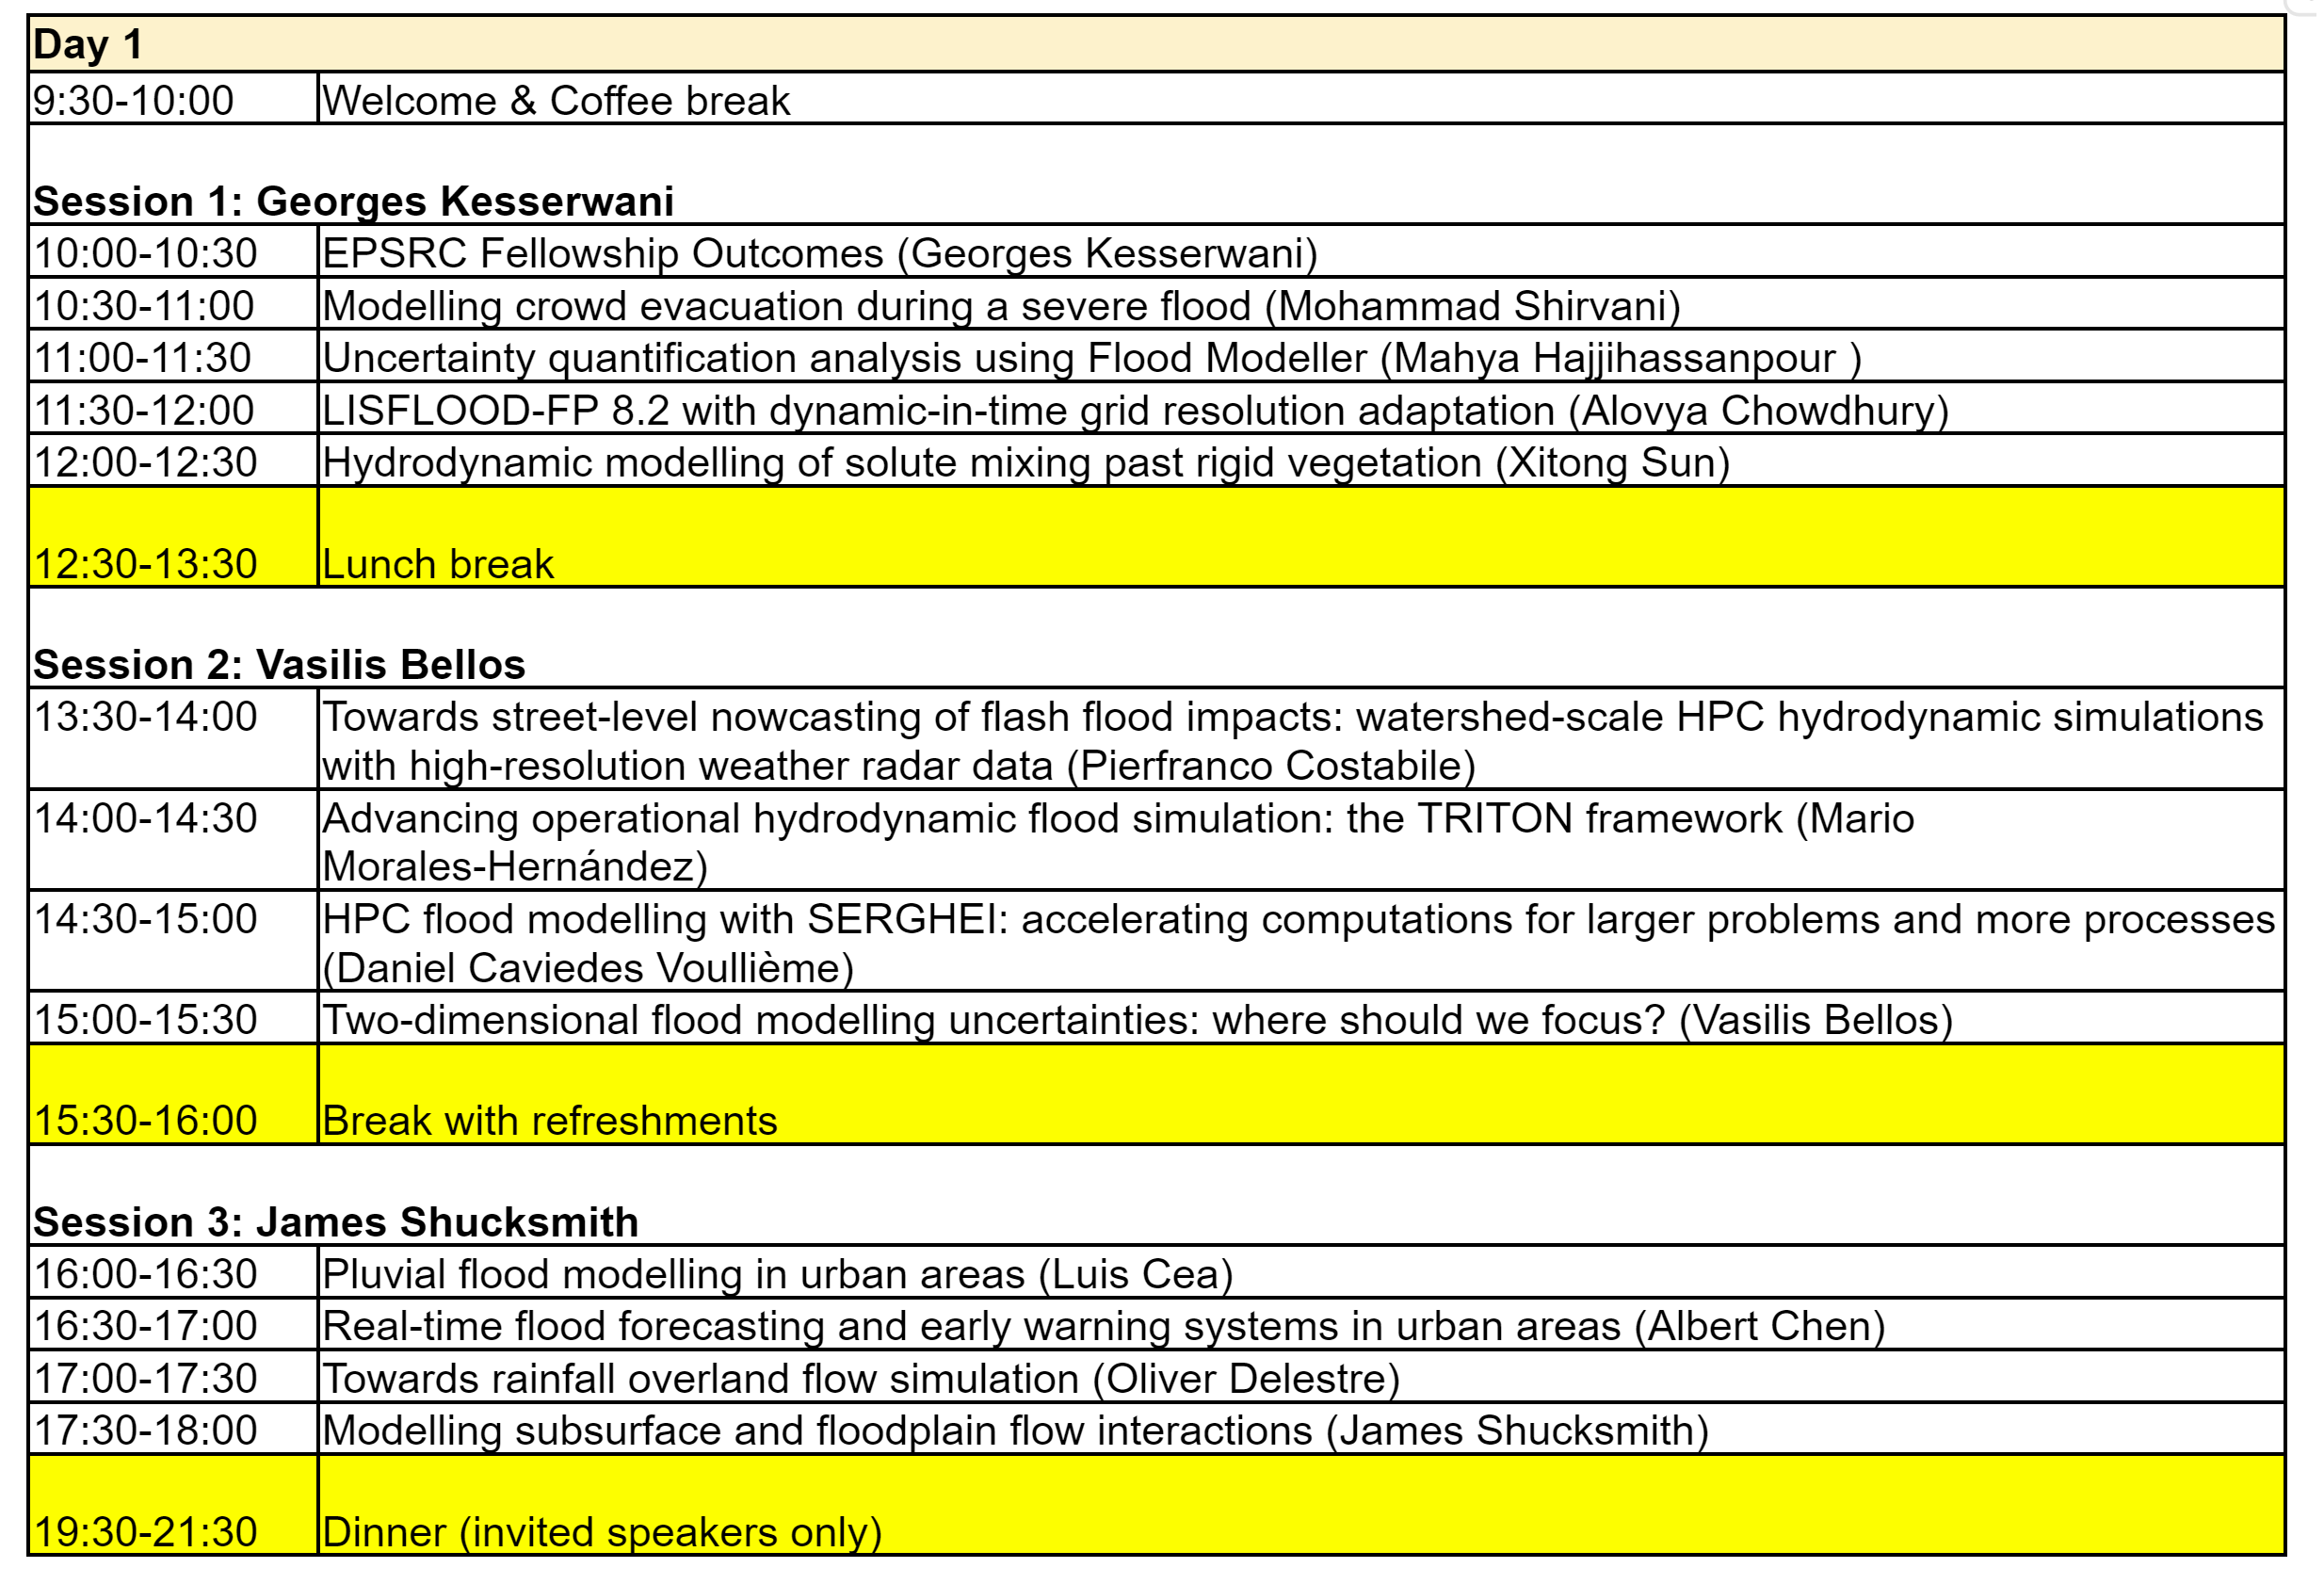 Day 1
9:30-10:00 Welcome & Coffee break
Session 1: Georges Kesserwani
10:00-10:30 EPSRC Fellowship Outcomes (Georges Kesserwani)
10:30-11:00 Modelling crowd evacuation during a severe flood (Mohammad Shirvani)
11:00-11:30 Uncertainty quantification analysis using Flood Modeller (Mahya Hajjihassanpour )
11:30-12:00 LISFLOOD-FP 8.2 with dynamic-in-time grid resolution adaptation (Alovya Chowdhury)
12:00-12:30 Hydrodynamic modelling of solute mixing past rigid vegetation (Xitong Sun)
12:30-13:30 Lunch break
Session 2: Vasilis Bellos
13:30-14:00 Towards street-level nowcasting of flash flood impacts: watershed-scale HPC hydrodynamic simulations
with high-resolution weather radar data (Pierfranco Costabile)
14:00-14:30 Advancing operational hydrodynamic flood simulation: the TRITON framework (Mario
Morales-Hernández)
14:30-15:00 HPC flood modelling with SERGHEI: accelerating computations for larger problems and more processes
(Daniel Caviedes Voullième)
15:00-15:30 Two-dimensional flood modelling uncertainties: where should we focus? (Vasilis Bellos)
15:30-16:00 Break with refreshments
Session 3: James Shucksmith
16:00-16:30 Pluvial flood modelling in urban areas (Luis Cea)
16:30-17:00 Real-time flood forecasting and early warning systems in urban areas (Albert Chen)
17:00-17:30 Towards rainfall overland flow simulation (Oliver Delestre)
17:30-18:00 Modelling subsurface and floodplain flow interactions (James Shucksmith)
19:30-21:30 Dinner (invited speakers only)